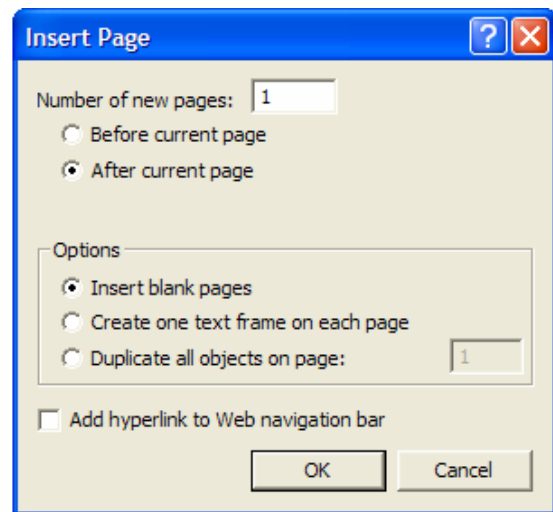 Insert Page
Number of new pages: 1
Before current page
After current page
Options
Insert blank pages
Create one text frame on each page
Duplicate all objects on page: 1
Add hyperlink to Web navigation bar
OK Cancel